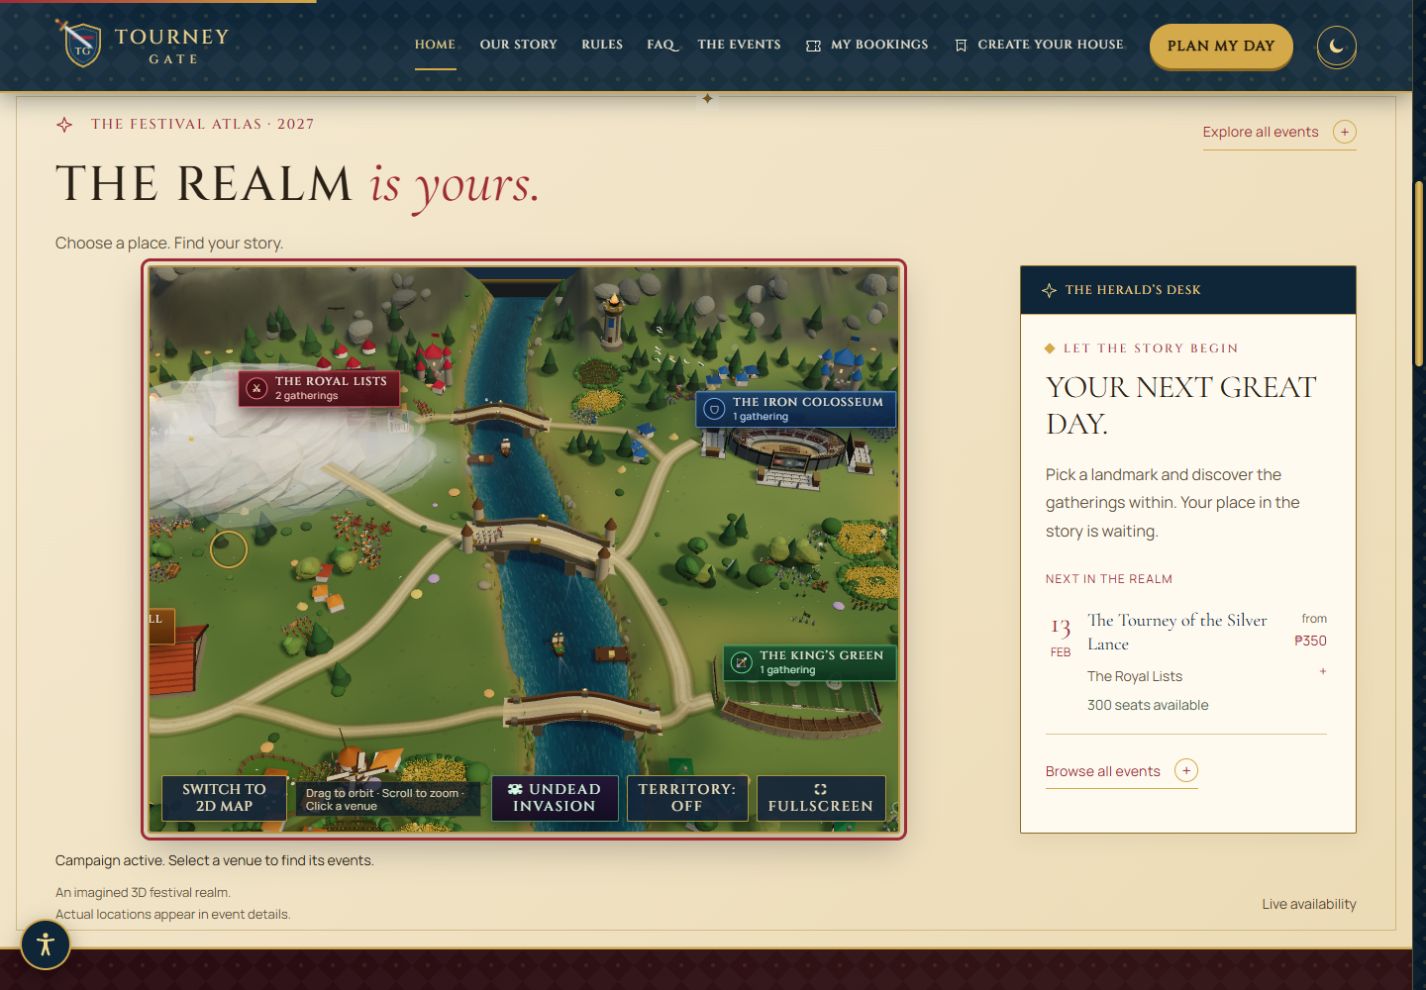 TOURNEY
GATE
TG
HOME
OUR STORY
RULES
FAQ
THE EVENTS
MY BOOKINGS
CREATE YOUR HOUSE
PLAN MY DAY
THE FESTIVAL ATLAS · 2027
Explore all events +
THE REALM is yours.
Choose a place. Find your story.
THE ROYAL LISTS
2 gatherings
THE IRON COLOSSEUM
1 gathering
LL
THE KING'S GREEN
1 gathering
SWITCH TO
2D MAP
Drag to orbit · Scroll to zoom ·
Click a venue
UNDEAD
INVASION
TERRITORY:
OFF
FULLSCREEN
THE HERALD'S DESK
LET THE STORY BEGIN
YOUR NEXT GREAT
DAY.
Pick a landmark and discover the
gatherings within. Your place in the
story is waiting.
NEXT IN THE REALM
13
FEB
The Tourney of the Silver
Lance
The Royal Lists
300 seats available
from
₱350
+
Browse all events +
Campaign active. Select a venue to find its events.
An imagined 3D festival realm.
Actual locations appear in event details.
Live availability